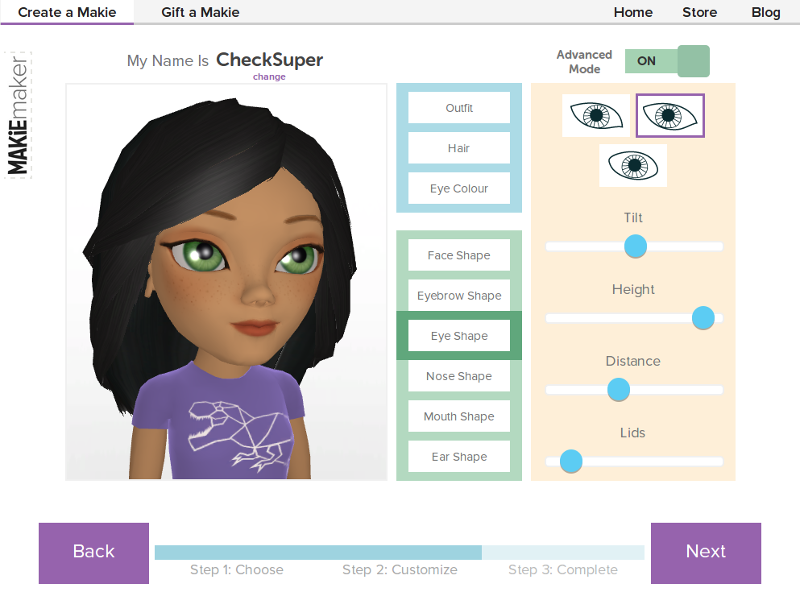 Create a Makie
Gift a Makie
Home
Store
Blog
MAKiEmaker
My Name Is CheckSuper
change
Advanced
Mode
ON
Outfit
Hair
Eye Colour
Face Shape
Eyebrow Shape
Eye Shape
Nose Shape
Mouth Shape
Ear Shape
Tilt
Height
Distance
Lids
Back
Step 1: Choose
Step 2: Customize
Step 3: Complete
Next